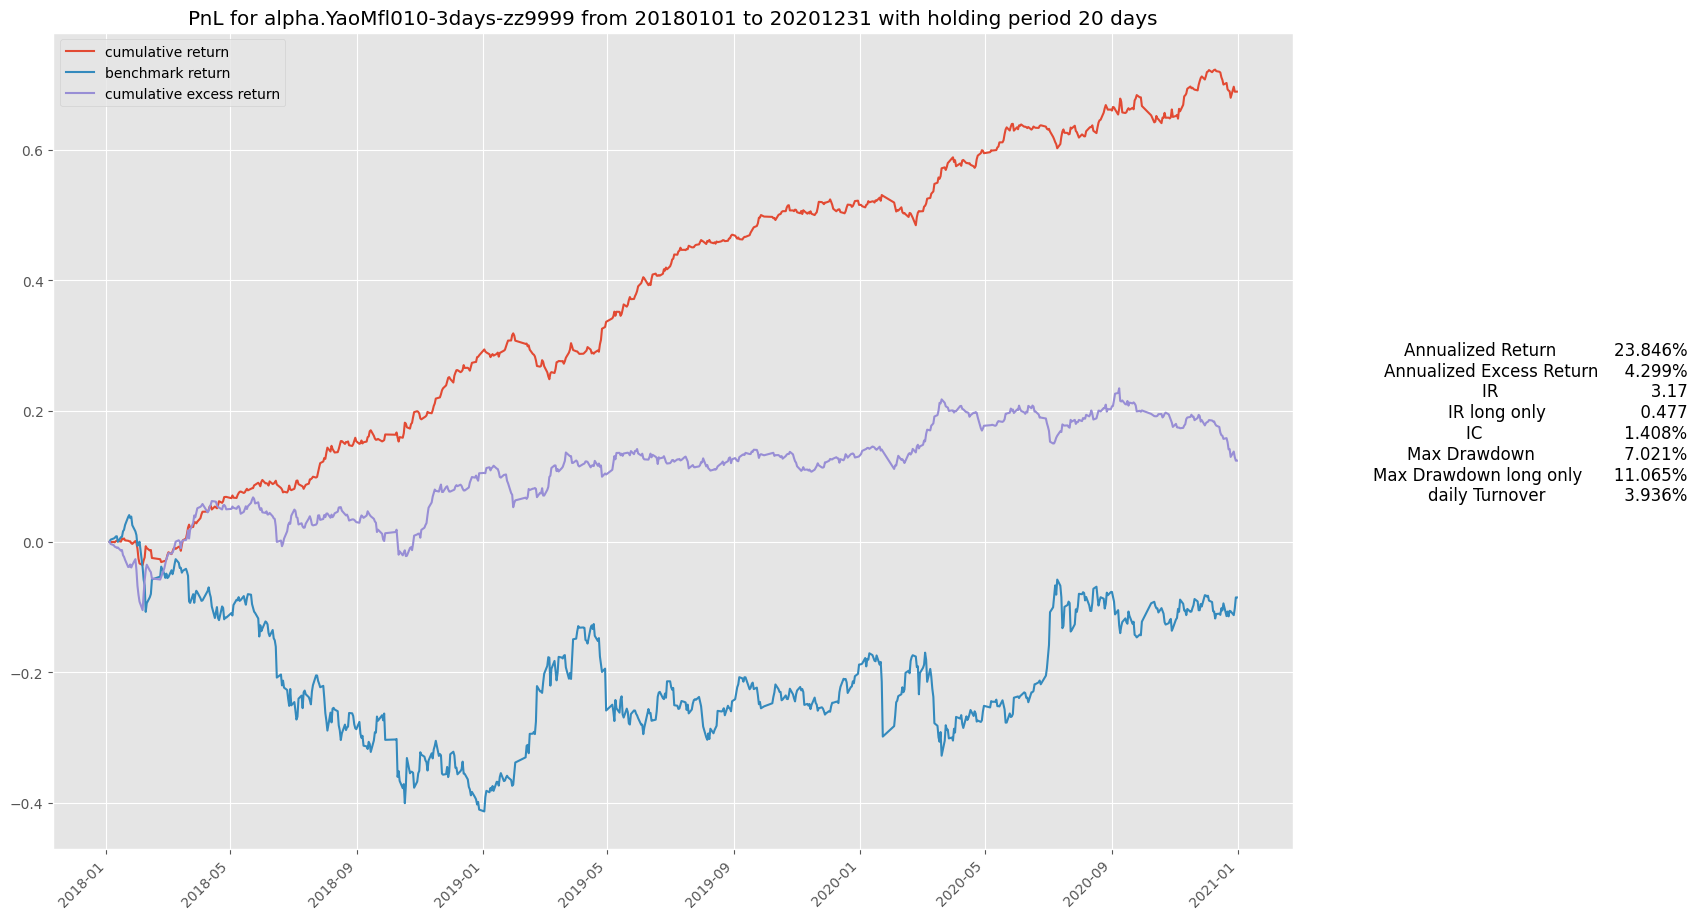 PnL for alpha.YaoMfl010-3days-zz9999 from 20180101 to 20201231 with holding period 20 days
cumulative return
benchmark return
cumulative excess return
0.6
0.4
0.2
0.0
−0.2
−0.4
2018-01
2018-05
2018-09
2019-01
2019-05
2019-09
2020-01
2020-05
2020-09
2021-01
Annualized Return 23.846%
Annualized Excess Return 4.299%
IR 3.17
IR long only 0.477
IC 1.408%
Max Drawdown 7.021%
Max Drawdown long only 11.065%
daily Turnover 3.936%